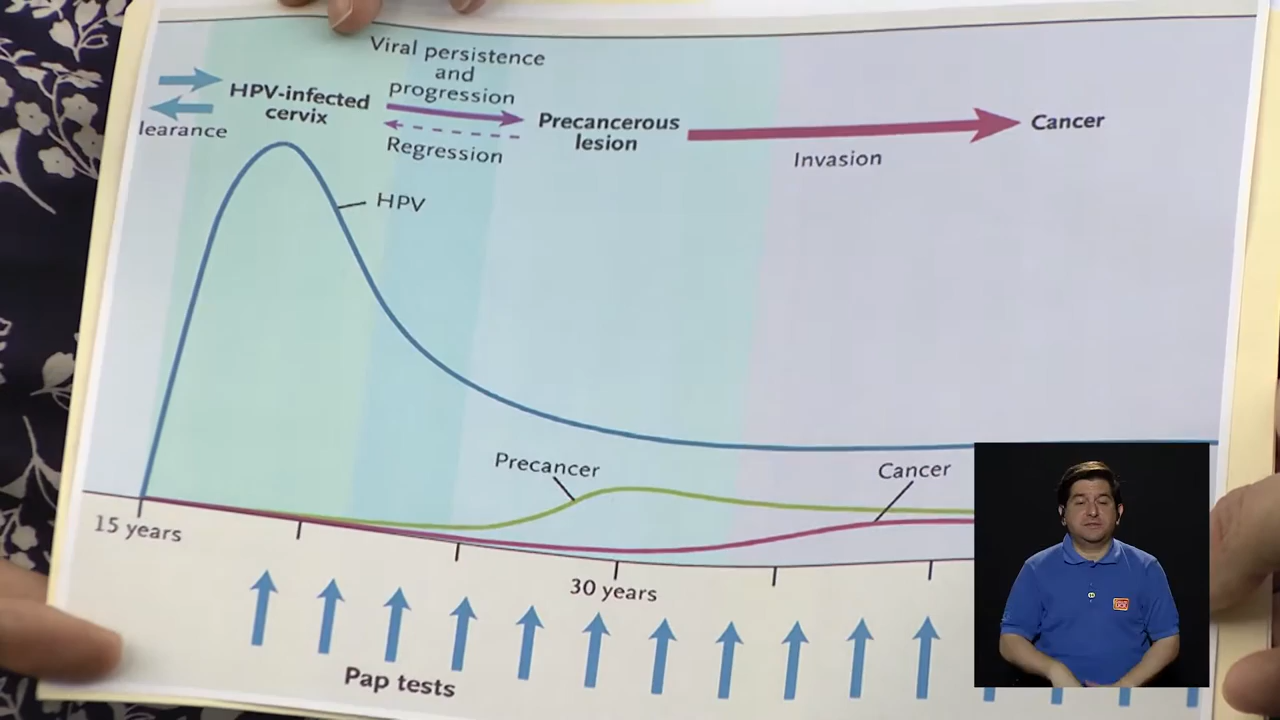 Viral persistence
and
progression
HPV-infected
cervix
learance
Regression
Precancerous
lesion
Invasion
Cancer
HPV
Precancer
Cancer
15 years
30 years
Pap tests